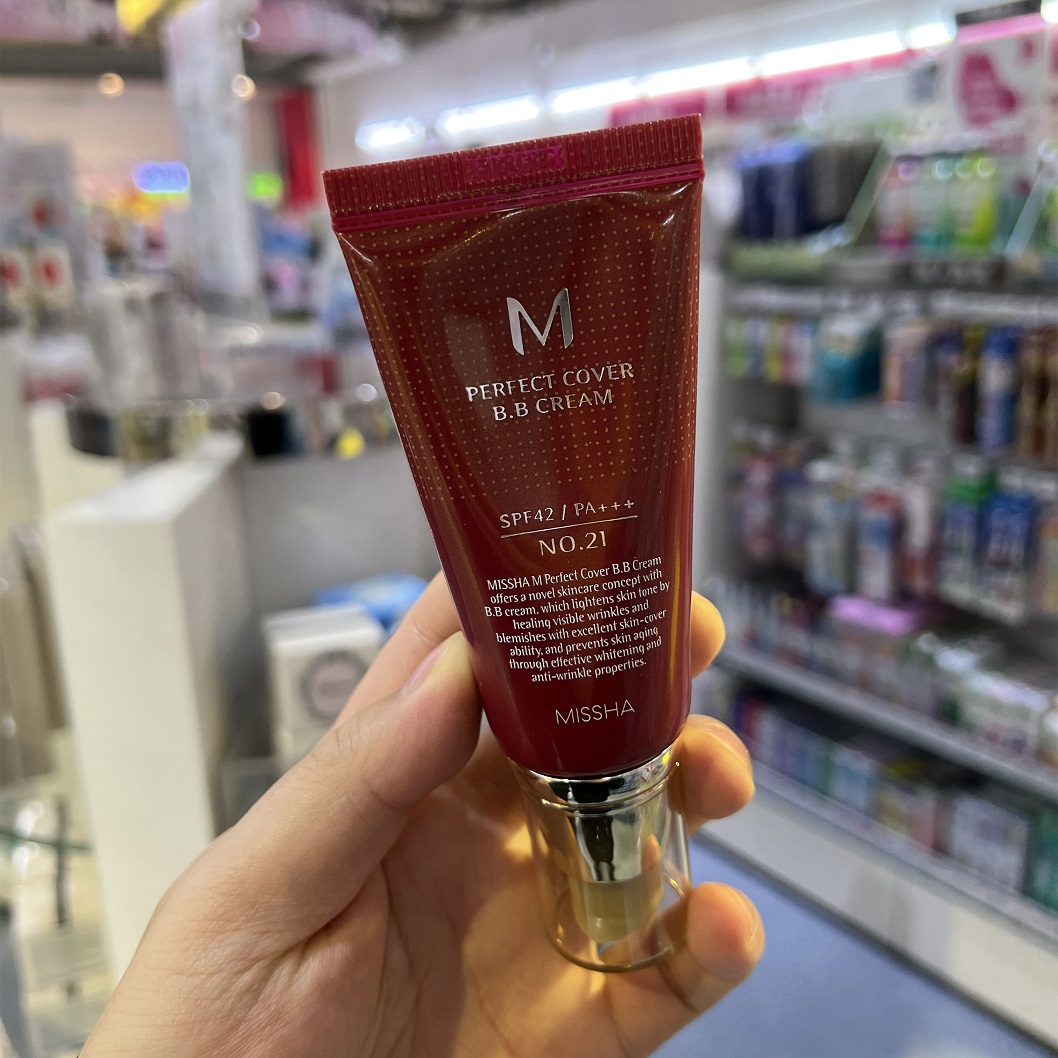 M
PERFECT COVER
B.B CREAM
SPF42 / PA+++
NO.21
MISSHA M Perfect Cover B.B Cream
offers a novel skincare concept with
B.B cream, which lightens skin tone by
healing visible wrinkles and
blemishes with excellent skin-cover
ability, and prevents skin aging
through effective whitening and
anti-wrinkle properties.
MISSHA